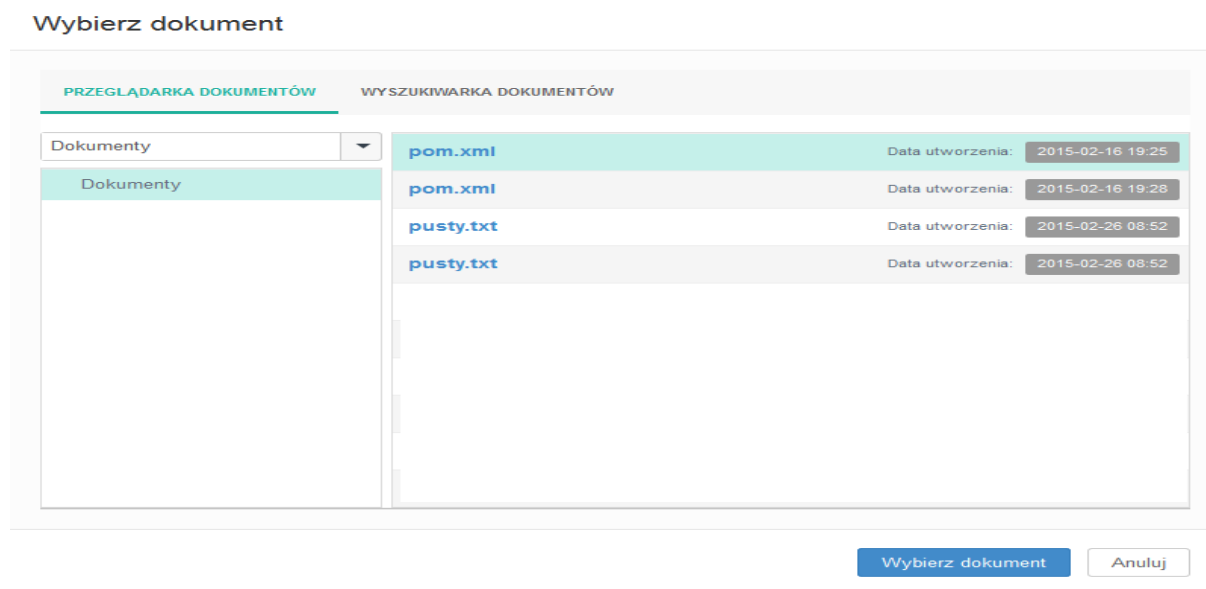 Wybierz dokument
PRZEGLĄDARKA DOKUMENTÓW WYSZUKIWARKA DOKUMENTÓW
Dokumenty
Dokumenty
pom.xml Data utworzenia: 2015-02-16 19:25
pom.xml Data utworzenia: 2015-02-16 19:28
pusty.txt Data utworzenia: 2015-02-26 08:52
pusty.txt Data utworzenia: 2015-02-26 08:52
Wybierz dokument Anuluj